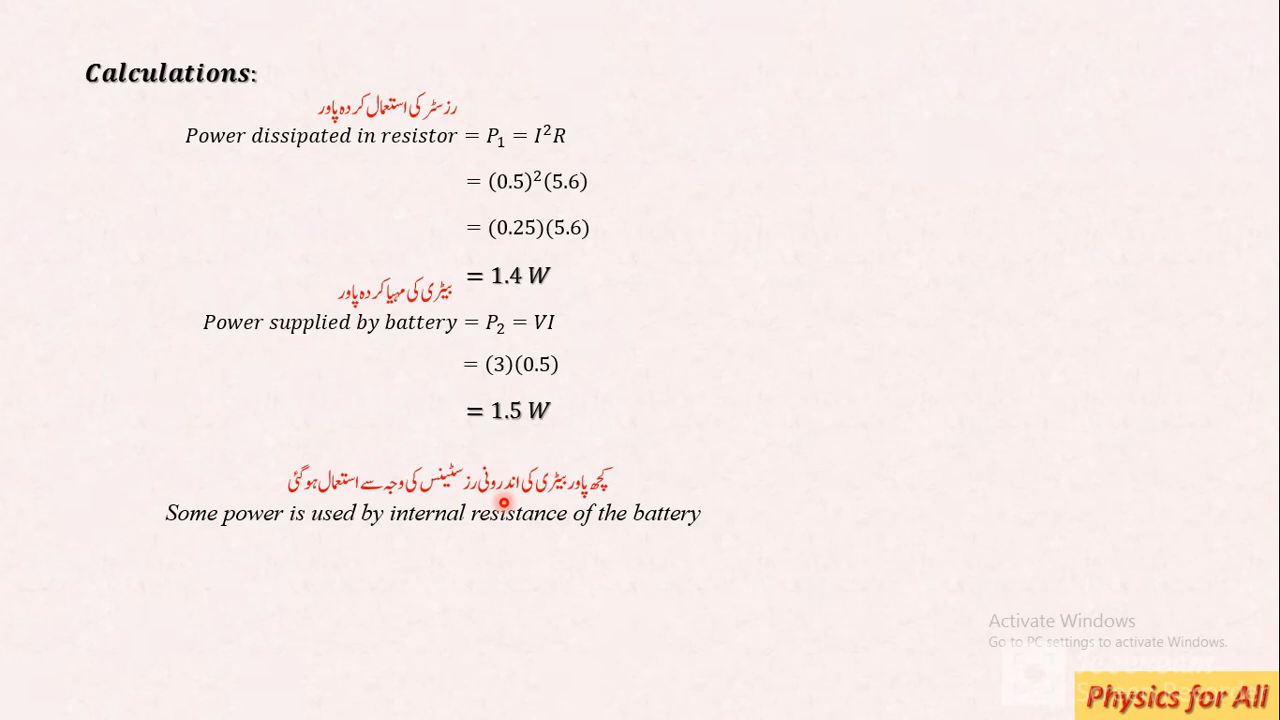 Calculations:
رزسٹر کی استعمال کردہ پاور
Power dissipated in resistor = P₁ = I²R
= (0.5)²(5.6)
= (0.25)(5.6)
= 1.4 W
بیٹری کی مہیا کردہ پاور
Power supplied by battery = P₂ = VI
= (3)(0.5)
= 1.5 W
کچھ پاور بیٹری کی اندرونی رزسٹینس کی وجہ سے استعمال ہو گئی
Some power is used by internal resistance of the battery
Activate Windows
Go to PC settings to activate Windows.
Physics for All